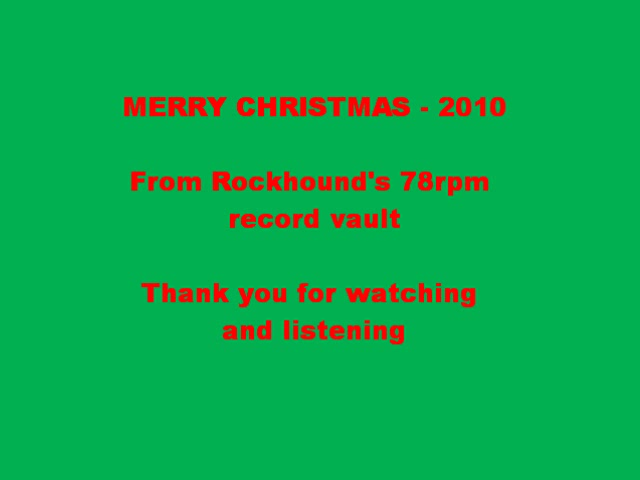 MERRY CHRISTMAS - 2010
From Rockhound's 78rpm
record vault
Thank you for watching
and listening